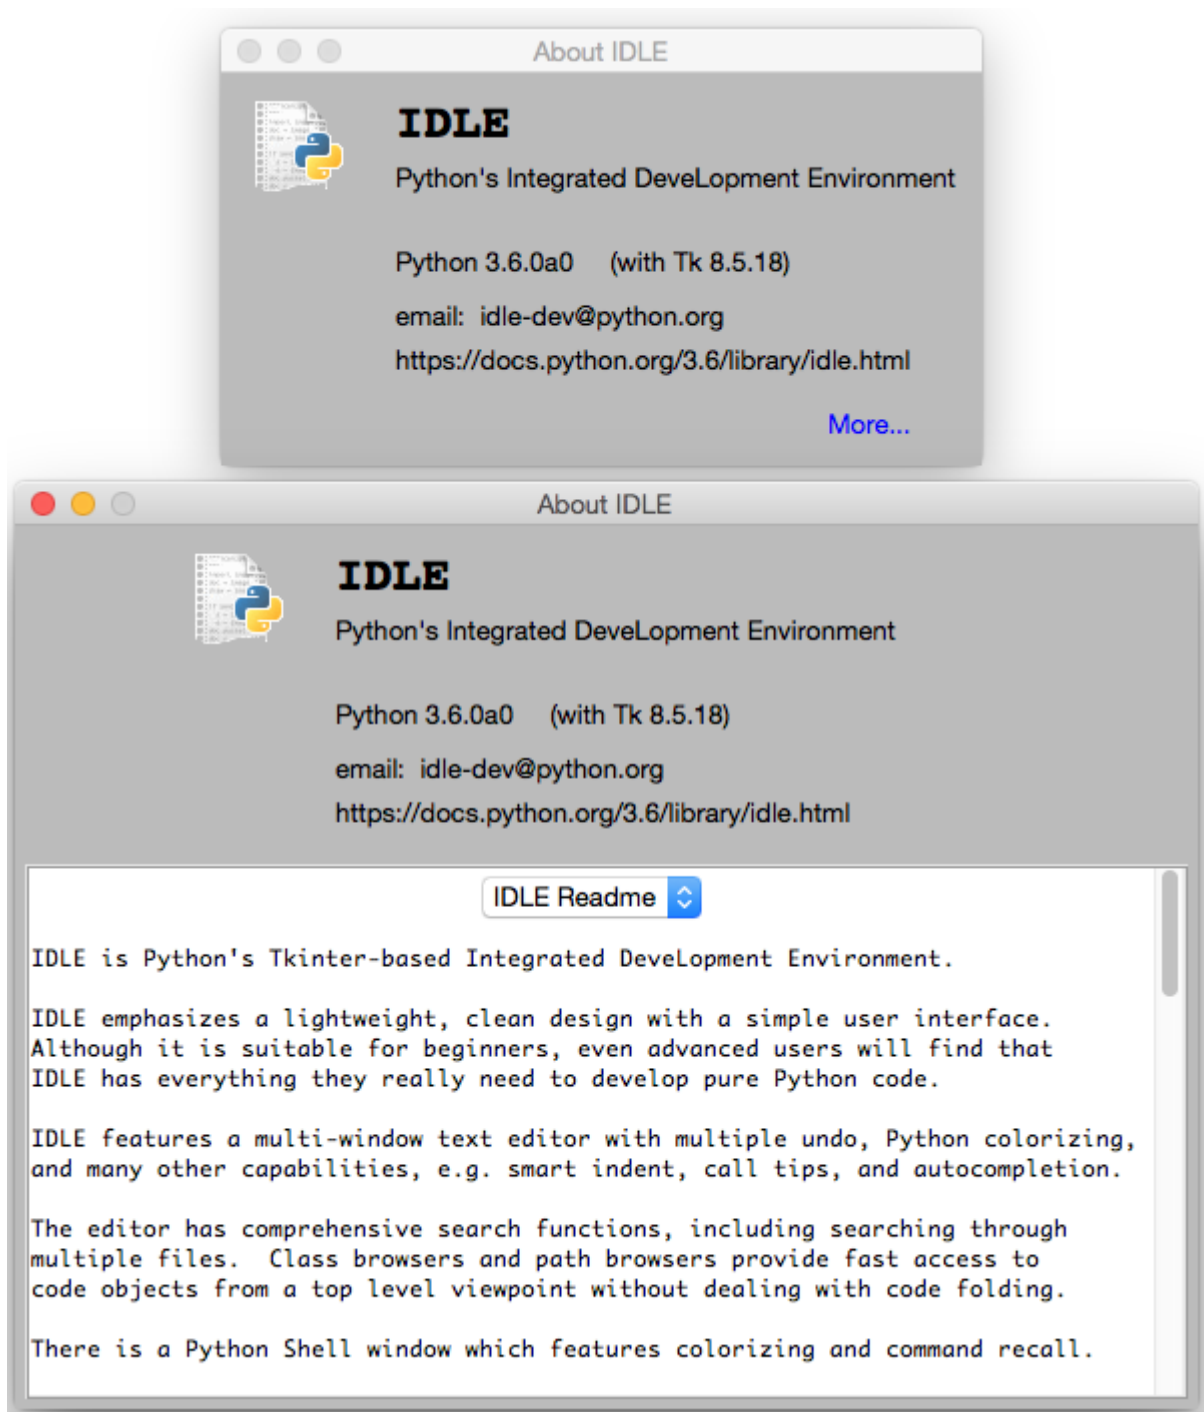 About IDLE
IDLE
Python's Integrated DeveLopment Environment
Python 3.6.0a0 (with Tk 8.5.18)
email: idle-dev@python.org
https://docs.python.org/3.6/library/idle.html
More...
About IDLE
IDLE
Python's Integrated DeveLopment Environment
Python 3.6.0a0 (with Tk 8.5.18)
email: idle-dev@python.org
https://docs.python.org/3.6/library/idle.html
IDLE Readme
IDLE is Python's Tkinter-based Integrated DeveLopment Environment.
IDLE emphasizes a lightweight, clean design with a simple user interface.
Although it is suitable for beginners, even advanced users will find that
IDLE has everything they really need to develop pure Python code.
IDLE features a multi-window text editor with multiple undo, Python colorizing,
and many other capabilities, e.g. smart indent, call tips, and autocompletion.
The editor has comprehensive search functions, including searching through
multiple files.  Class browsers and path browsers provide fast access to
code objects from a top level viewpoint without dealing with code folding.
There is a Python Shell window which features colorizing and command recall.